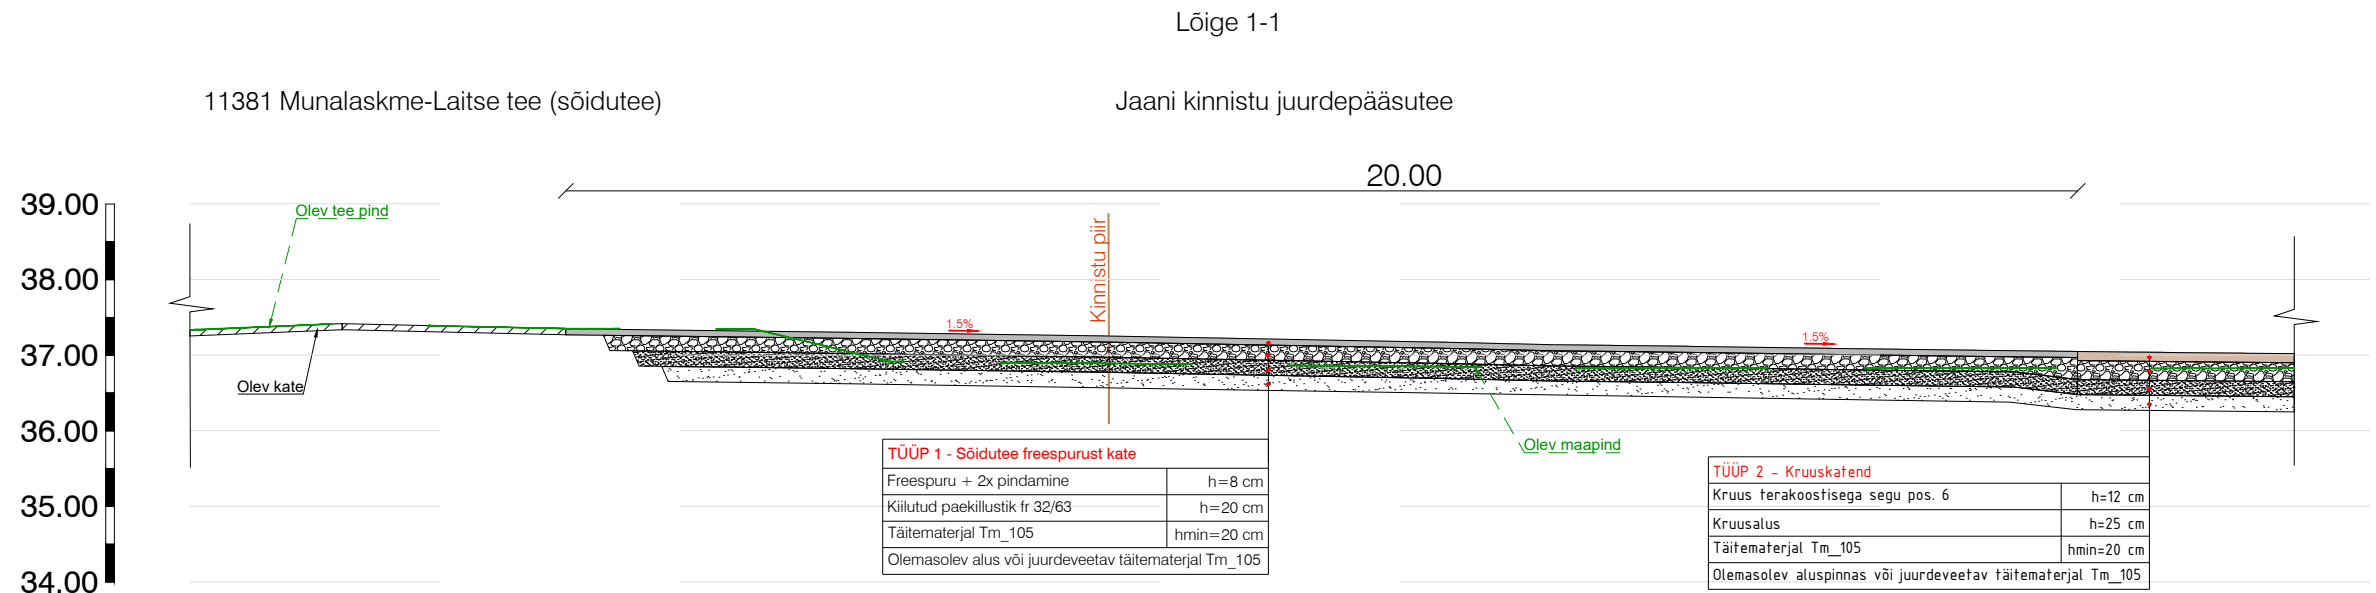 Lõige 1-1
11381 Munalaskme-Laitse tee (sõidutee)
Jaani kinnistu juurdepääsutee
20.00
39.00
38.00
37.00
36.00
35.00
34.00
Olev tee pind
Olev kate
Kinnistu piir
1.5%
1.5%
Olev maapind
TÜÜP 1 - Sõidutee freespurust kate
Freespuru + 2x pindamine h=8 cm
Kiilutud paekillustik fr 32/63 h=20 cm
Täitematerjal Tm_105 hmin=20 cm
Olemasolev alus või juurdeveetav täitematerjal Tm_105
TÜÜP 2 - Kruuskatend
Kruus terakoostisega segu pos. 6 h=12 cm
Kruusalus h=25 cm
Täitematerjal Tm_105 hmin=20 cm
Olemasolev aluspinnas või juurdeveetav täitematerjal Tm_105